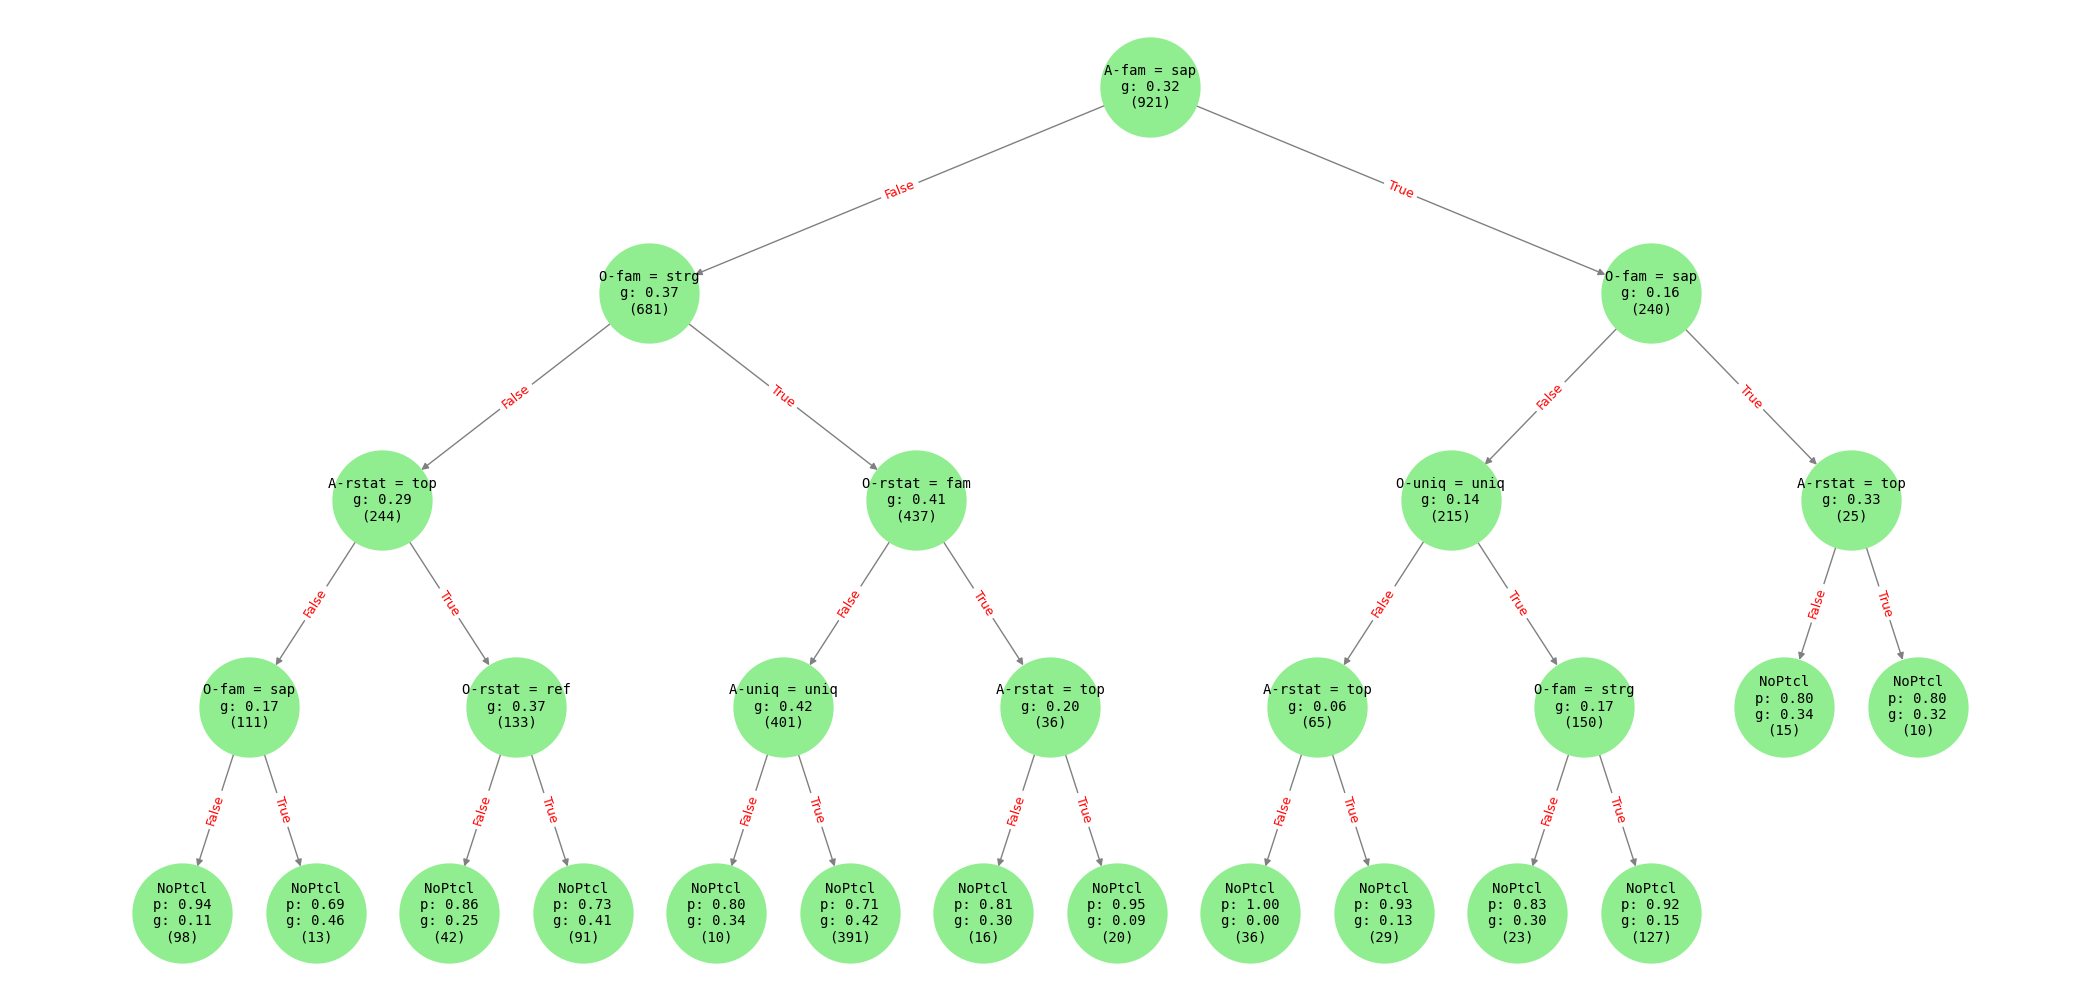 A-fam = sap
g: 0.32
(921)
False
True
O-fam = strg
g: 0.37
(681)
O-fam = sap
g: 0.16
(240)
False
True
False
True
A-rstat = top
g: 0.29
(244)
O-rstat = fam
g: 0.41
(437)
O-uniq = uniq
g: 0.14
(215)
A-rstat = top
g: 0.33
(25)
False
True
False
True
False
True
False
True
O-fam = sap
g: 0.17
(111)
O-rstat = ref
g: 0.37
(133)
A-uniq = uniq
g: 0.42
(401)
A-rstat = top
g: 0.20
(36)
A-rstat = top
g: 0.06
(65)
O-fam = strg
g: 0.17
(150)
NoPtcl
p: 0.80
g: 0.34
(15)
NoPtcl
p: 0.80
g: 0.32
(10)
False
True
False
True
False
True
False
True
False
True
False
True
NoPtcl
p: 0.94
g: 0.11
(98)
NoPtcl
p: 0.69
g: 0.46
(13)
NoPtcl
p: 0.86
g: 0.25
(42)
NoPtcl
p: 0.73
g: 0.41
(91)
NoPtcl
p: 0.80
g: 0.34
(10)
NoPtcl
p: 0.71
g: 0.42
(391)
NoPtcl
p: 0.81
g: 0.30
(16)
NoPtcl
p: 0.95
g: 0.09
(20)
NoPtcl
p: 1.00
g: 0.00
(36)
NoPtcl
p: 0.93
g: 0.13
(29)
NoPtcl
p: 0.83
g: 0.30
(23)
NoPtcl
p: 0.92
g: 0.15
(127)